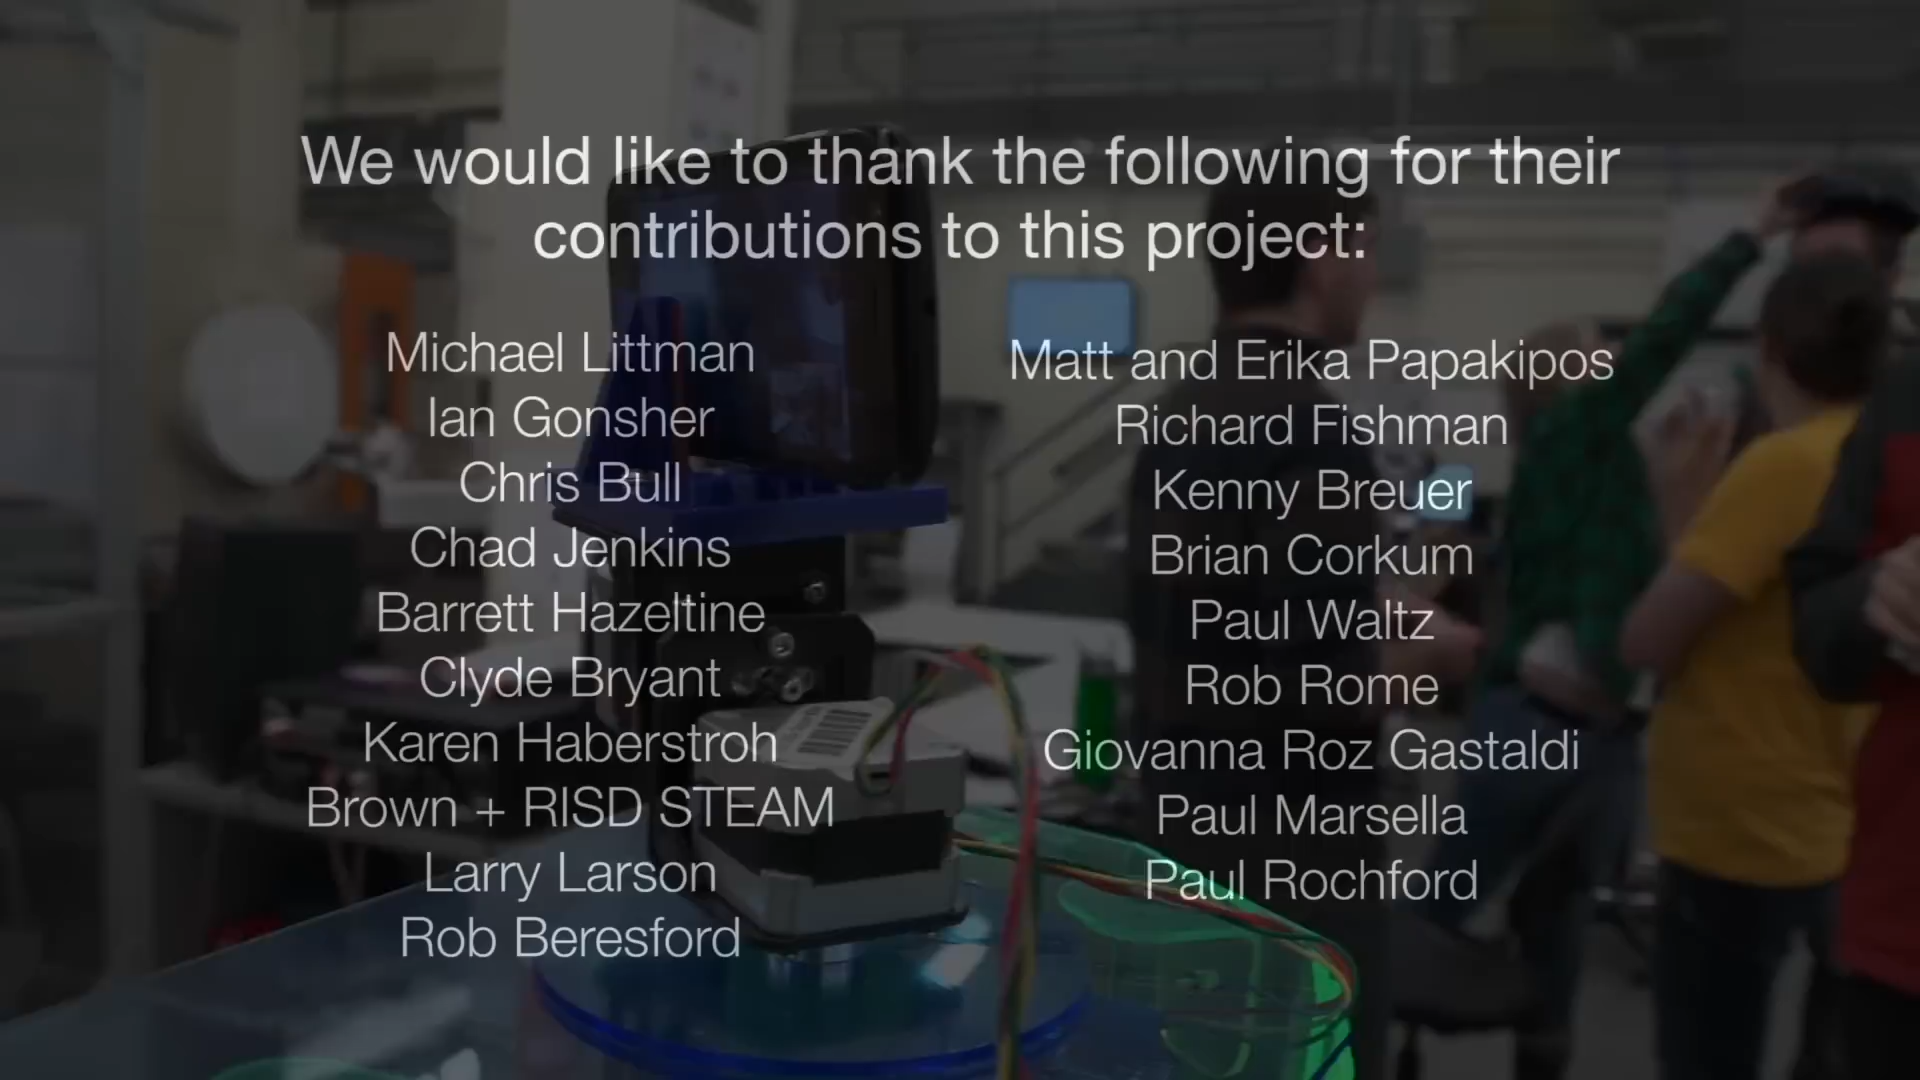 We would like to thank the following for their
contributions to this project:
Michael Littman
Ian Gonsher
Chris Bull
Chad Jenkins
Barrett Hazeltine
Clyde Bryant
Karen Haberstroh
Brown + RISD STEAM
Larry Larson
Rob Beresford
Matt and Erika Papakipos
Richard Fishman
Kenny Breuer
Brian Corkum
Paul Waltz
Rob Rome
Giovanna Roz Gastaldi
Paul Marsella
Paul Rochford